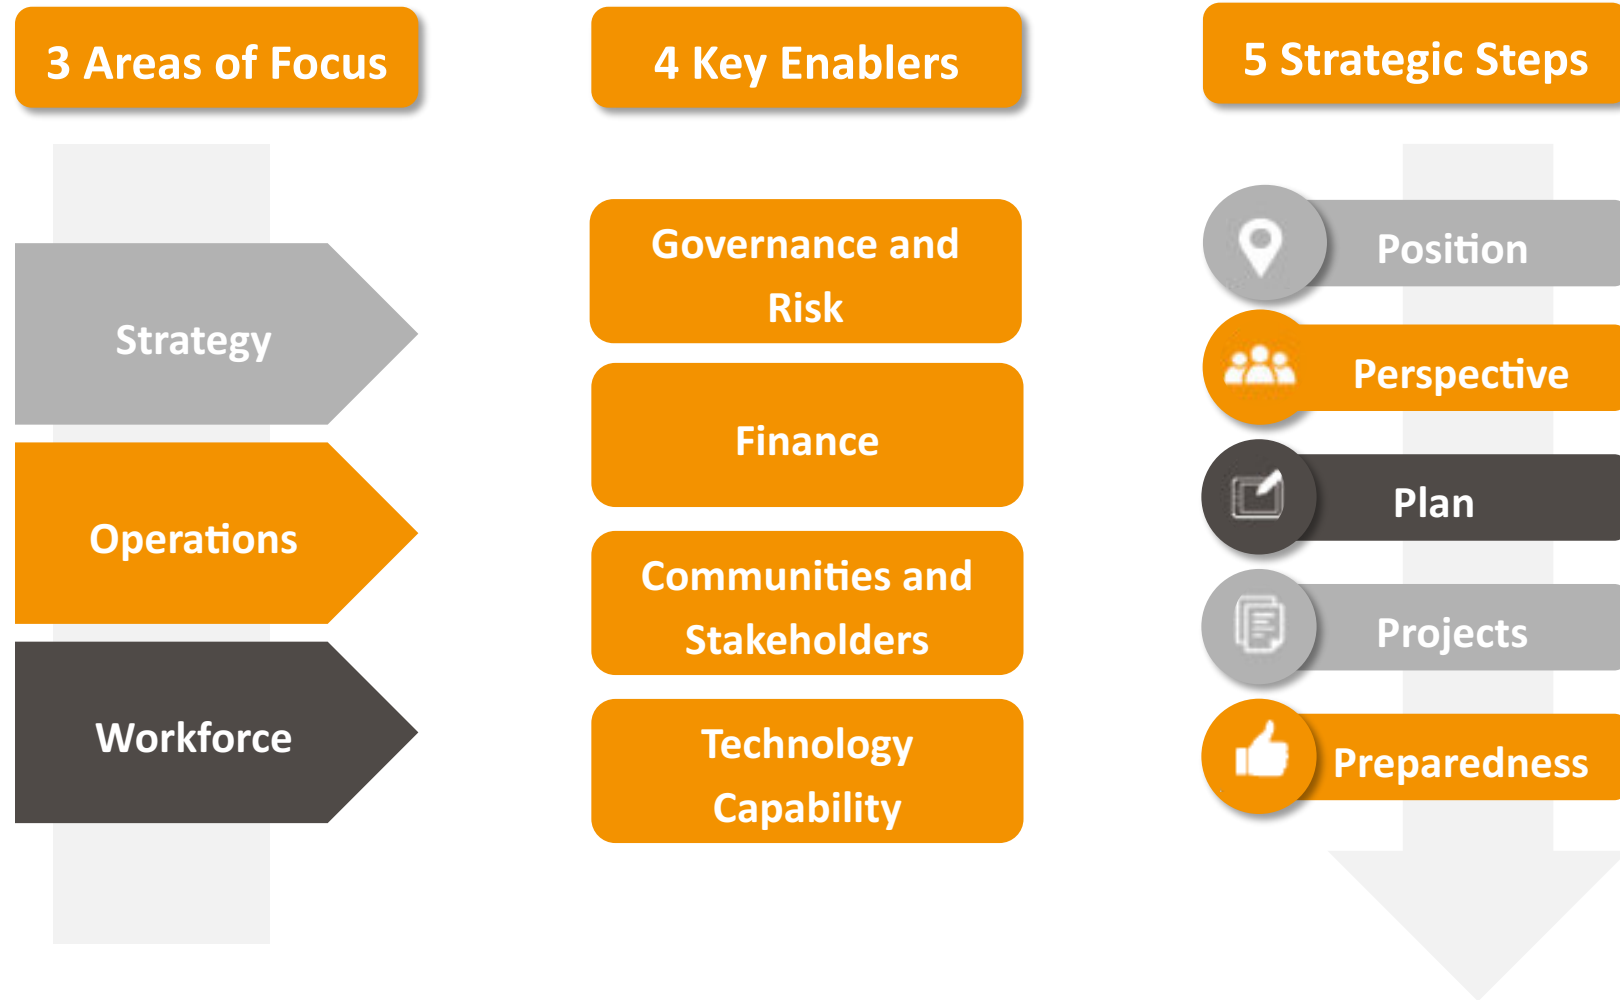 3 Areas of Focus
4 Key Enablers
5 Strategic Steps
Strategy
Operations
Workforce
Governance and
Risk
Finance
Communities and
Stakeholders
Technology
Capability
Position
Perspective
Plan
Projects
Preparedness